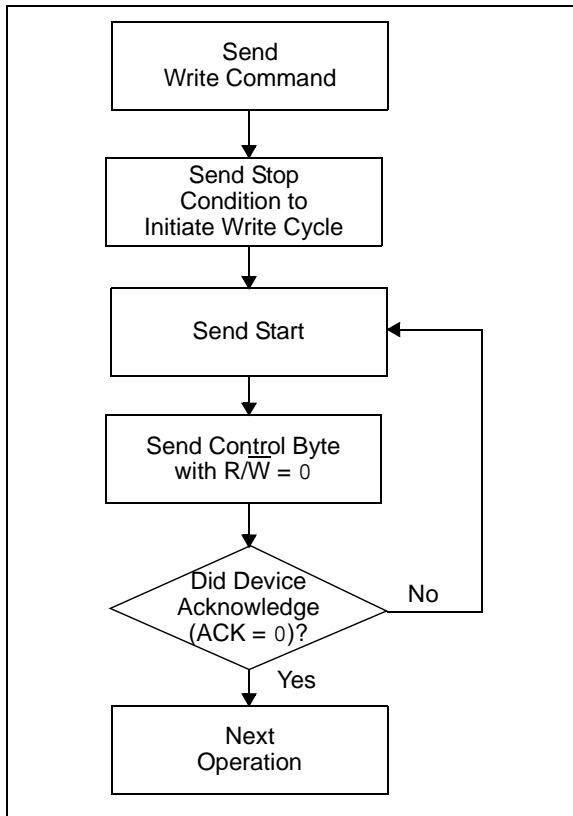 Send
Write Command
Send Stop
Condition to
Initiate Write Cycle
Send Start
Send Control Byte
with R/W̅ = 0
Did Device
Acknowledge
(ACK = 0)?
No
Yes
Next
Operation